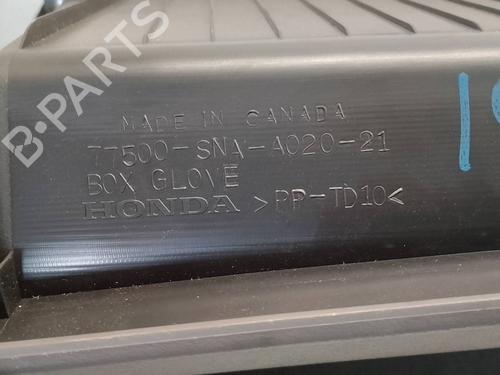 B-PARTS
MADE IN CANADA
77500-SNA-A020-21
BOX GLOVE
HONDA >PP-TD10<